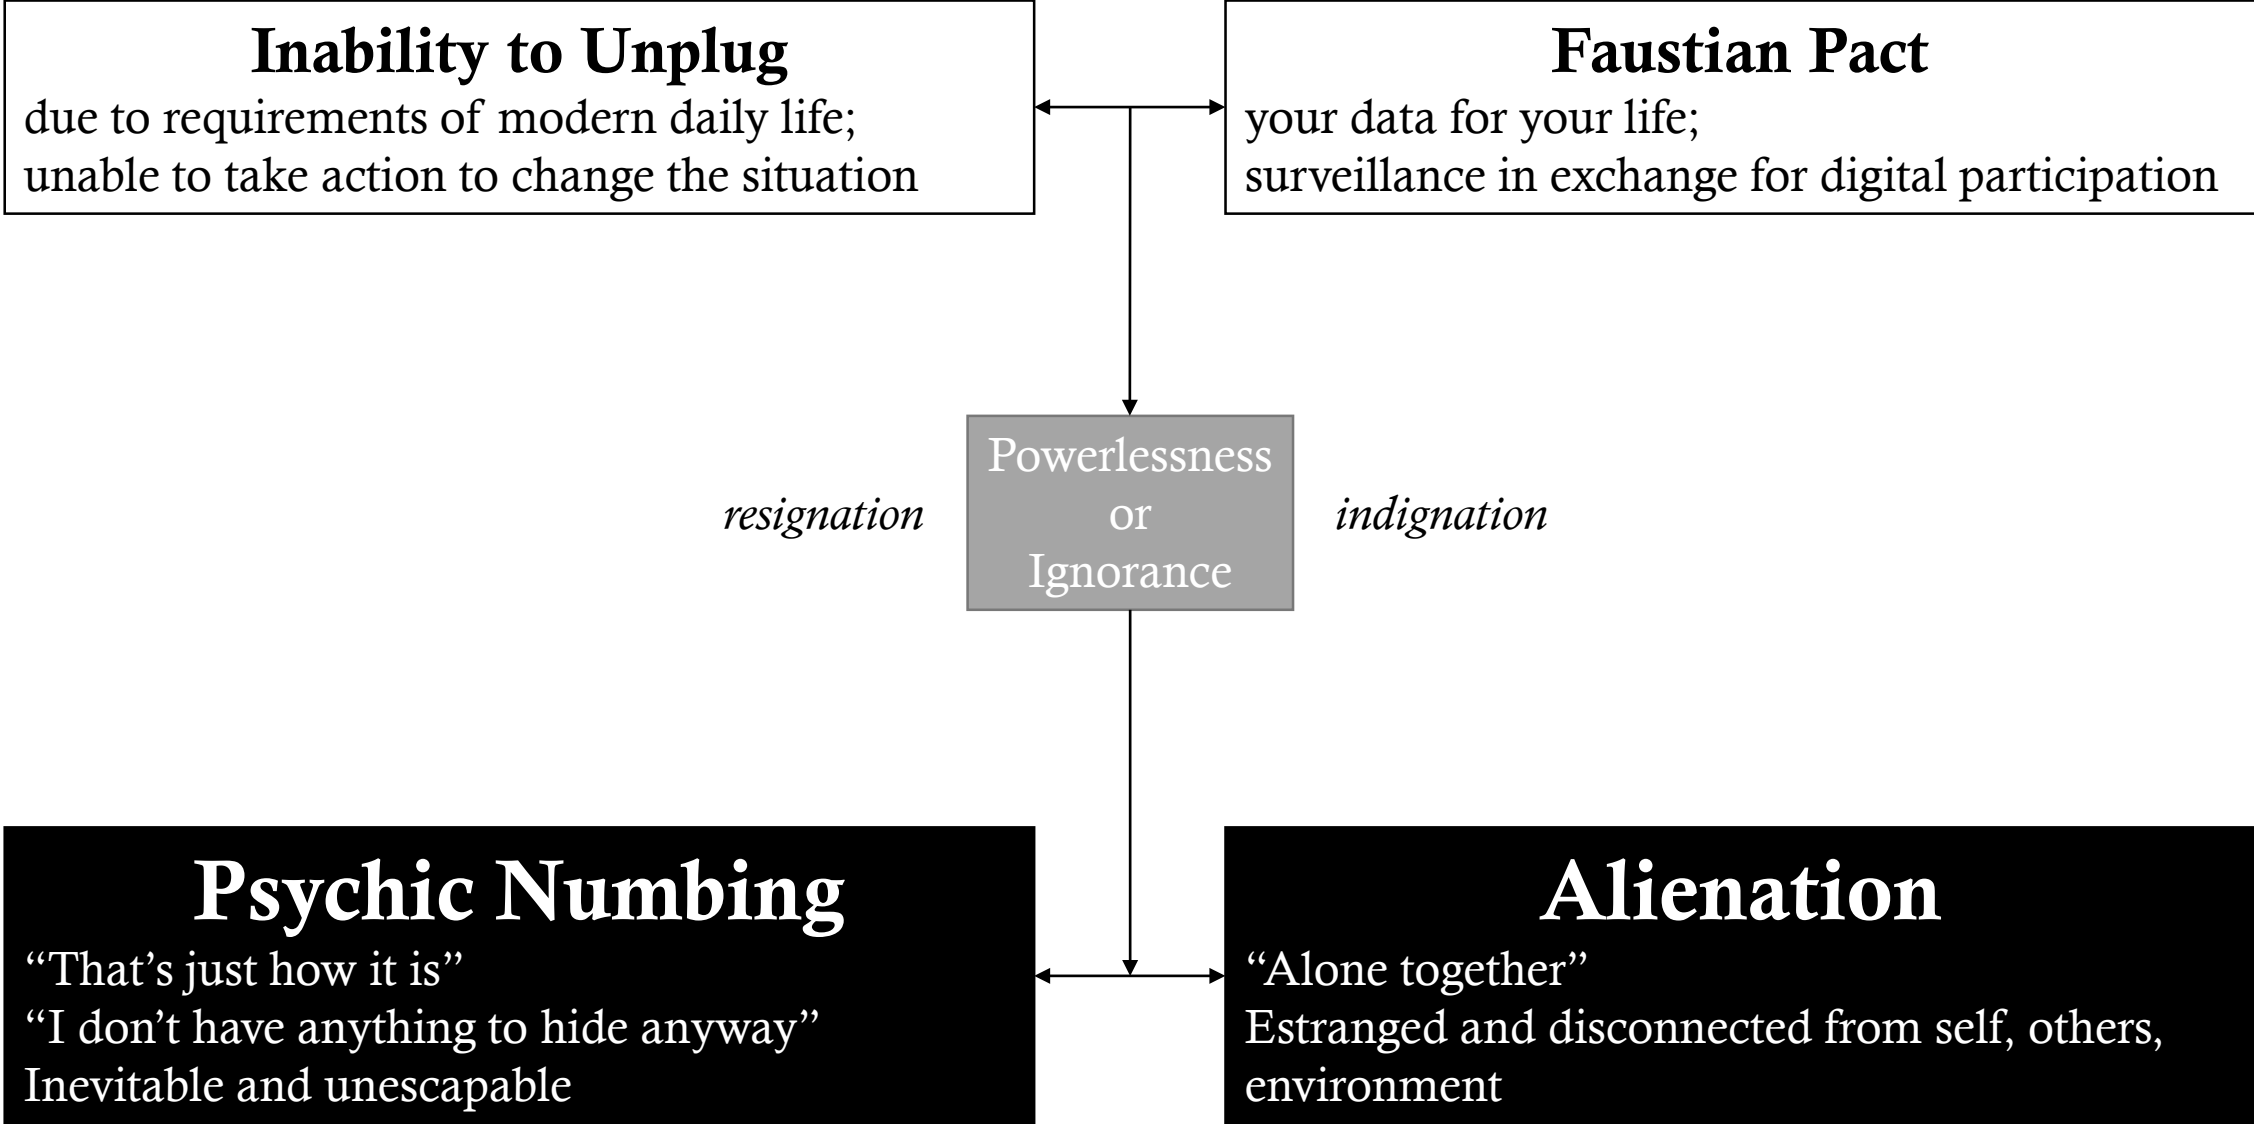 Inability to Unplug
due to requirements of modern daily life;
unable to take action to change the situation
Faustian Pact
your data for your life;
surveillance in exchange for digital participation
resignation
Powerlessness
or
Ignorance
indignation
Psychic Numbing
“That’s just how it is”
“I don’t have anything to hide anyway”
Inevitable and unescapable
Alienation
“Alone together”
Estranged and disconnected from self, others,
environment